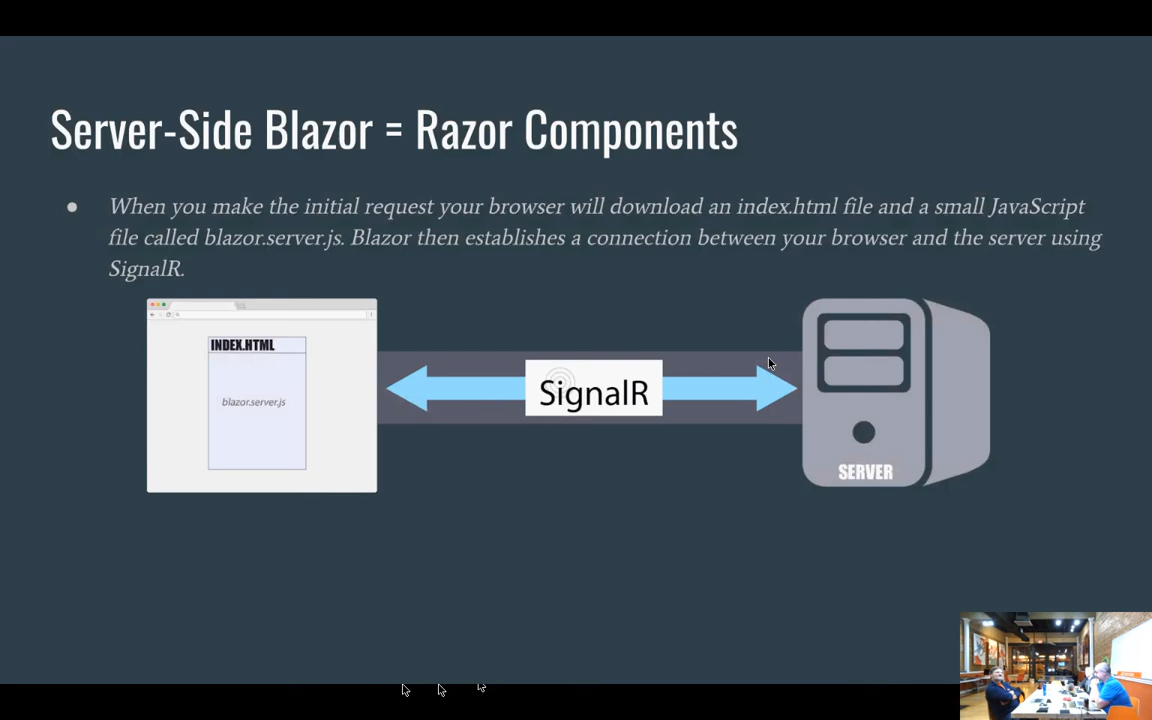 Server-Side Blazor = Razor Components
● When you make the initial request your browser will download an index.html file and a small JavaScript
file called blazor.server.js. Blazor then establishes a connection between your browser and the server using
SignalR.
INDEX.HTML
blazor.server.js
SignalR
SERVER